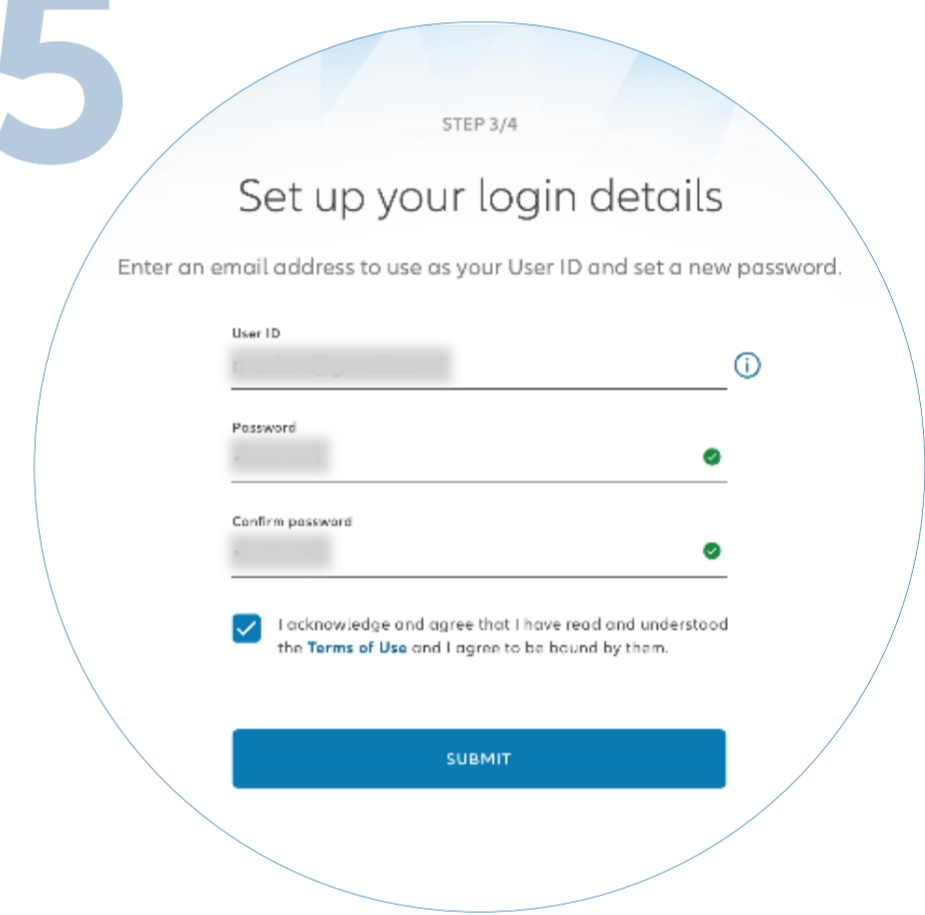 5
STEP 3/4
Set up your login details
Enter an email address to use as your User ID and set a new password.
User ID
Password
Confirm password
I acknowledge and agree that I have read and understood
the Terms of Use and I agree to be bound by them.
SUBMIT